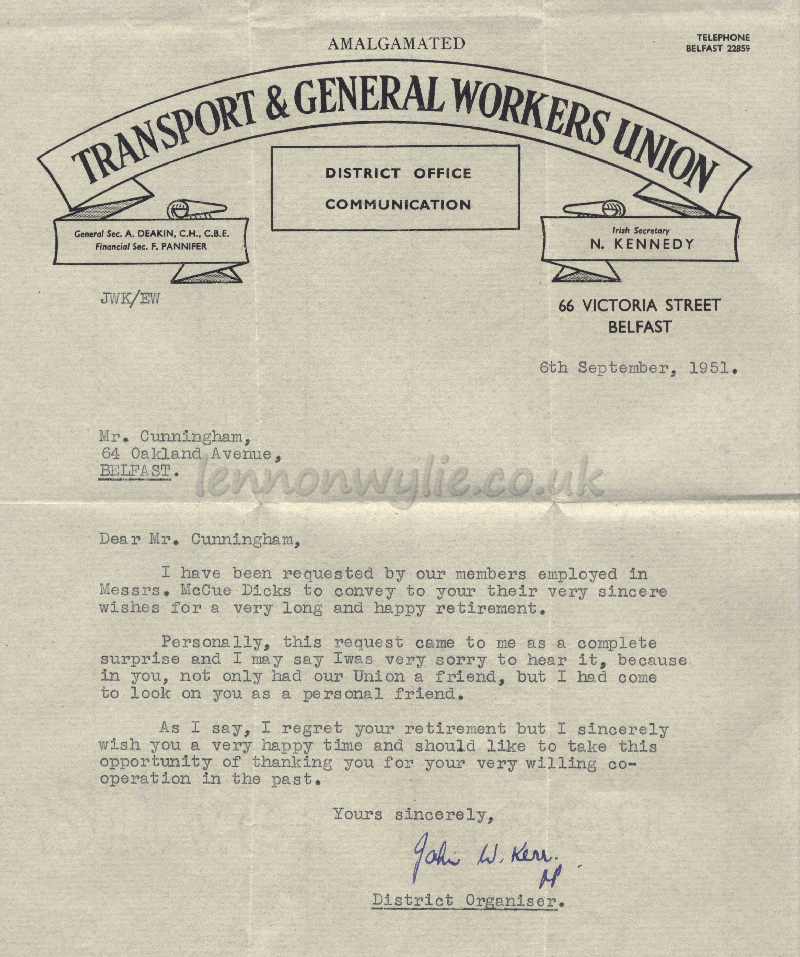 AMALGAMATED
TELEPHONE
BELFAST 22859
TRANSPORT & GENERAL WORKERS UNION
DISTRICT OFFICE
COMMUNICATION
General Sec. A. DEAKIN, C.H., C.B.E.
Financial Sec. F. PANNIFER
Irish Secretary
N. KENNEDY
JWK/EW
66 VICTORIA STREET
BELFAST
6th September, 1951.
Mr. Cunningham,
64 Oakland Avenue,
BELFAST.
lennonwylie.co.uk
Dear Mr. Cunningham,
I have been requested by our members employed in
Messrs. McCue Dicks to convey to your their very sincere
wishes for a very long and happy retirement.
Personally, this request came to me as a complete
surprise and I may say Iwas very sorry to hear it, because
in you, not only had our Union a friend, but I had come
to look on you as a personal friend.
As I say, I regret your retirement but I sincerely
wish you a very happy time and should like to take this
opportunity of thanking you for your very willing co-
operation in the past.
Yours sincerely,
John W. Kerr.
District Organiser.